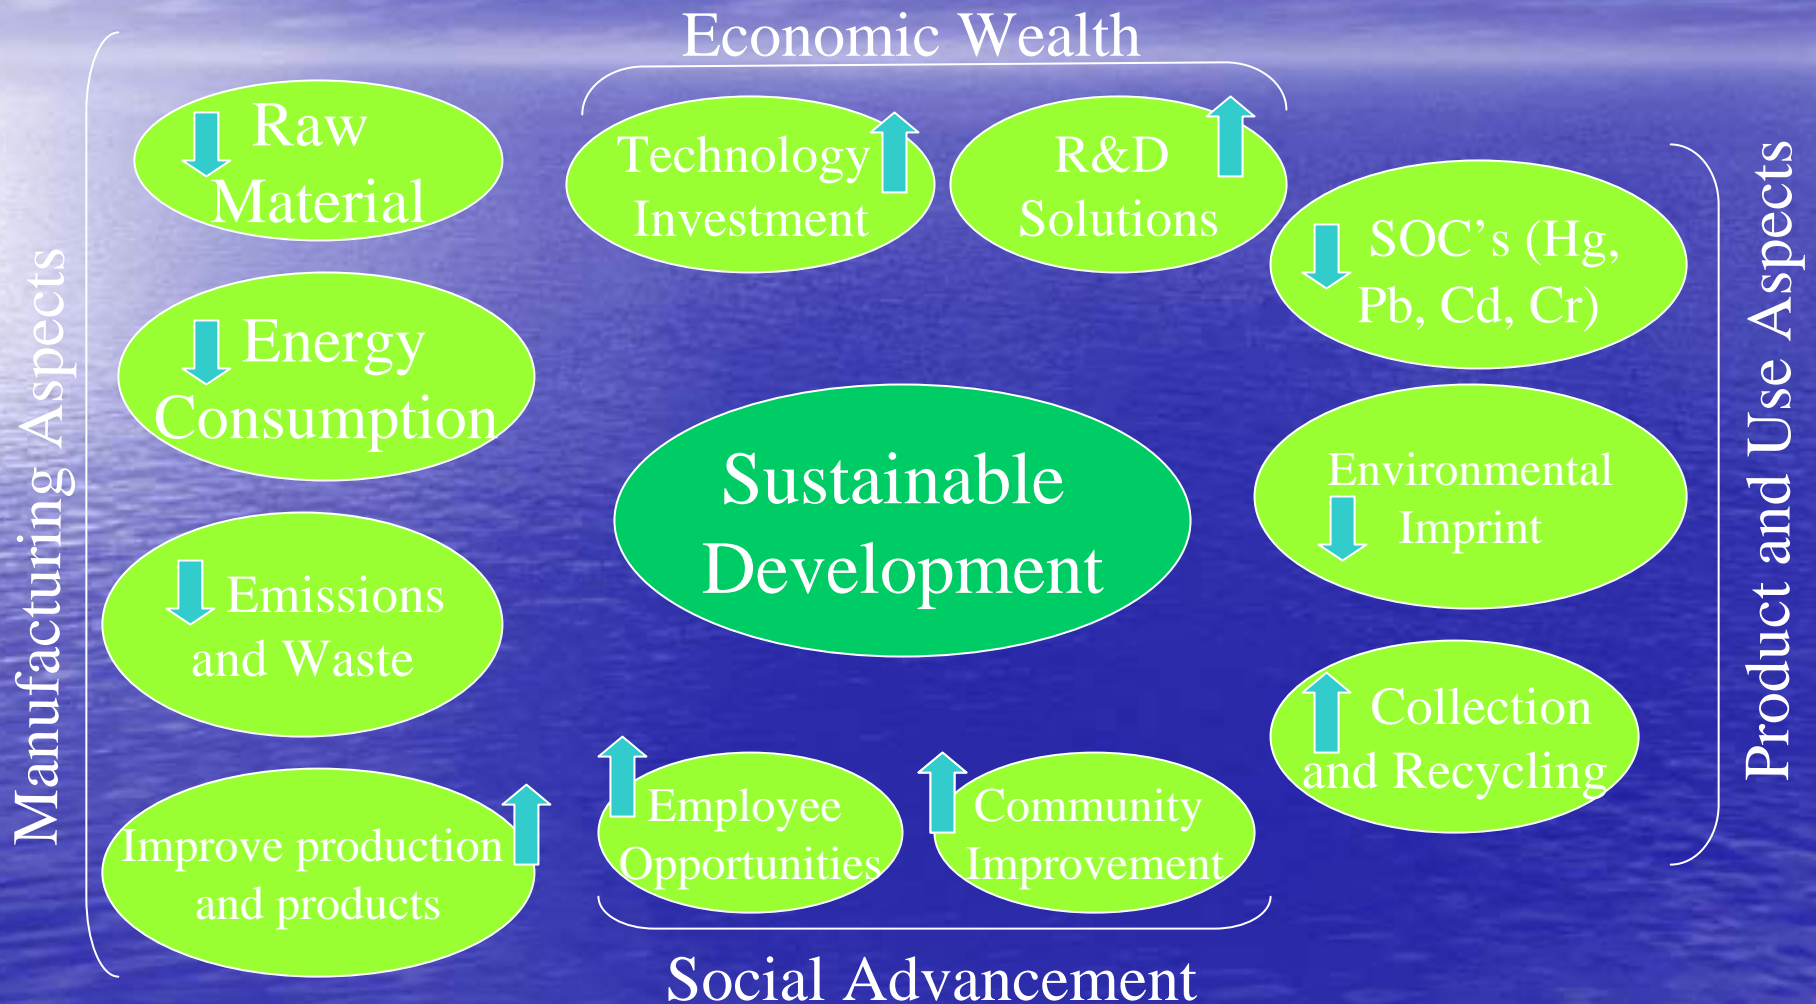 Economic Wealth
Manufacturing Aspects
Raw
Material
Energy
Consumption
Emissions
and Waste
Improve production
and products
Technology
Investment
R&D
Solutions
Sustainable
Development
Employee
Opportunities
Community
Improvement
SOC’s (Hg,
Pb, Cd, Cr)
Environmental
Imprint
Collection
and Recycling
Product and Use Aspects
Social Advancement